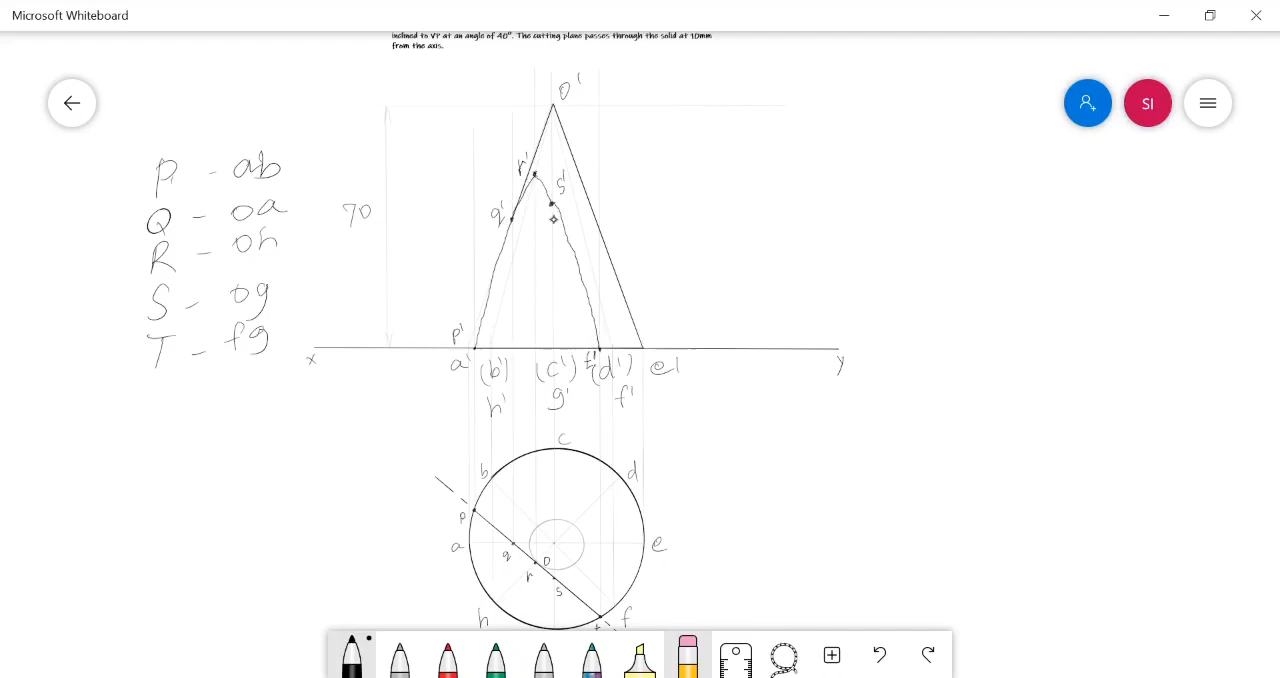 Microsoft Whiteboard
inclined to VP at an angle of 40°. The cutting plane passes through the solid at 10mm
from the axis.
SI
O'
P - ab
Q - oa
R - oh
S - og
T - fg
70
r'
s'
q'
p'
x
a' (b') (c') t' (d') e'
y
h' g' f'
c
b
d
p
a
e
q
o
r
s
h
f